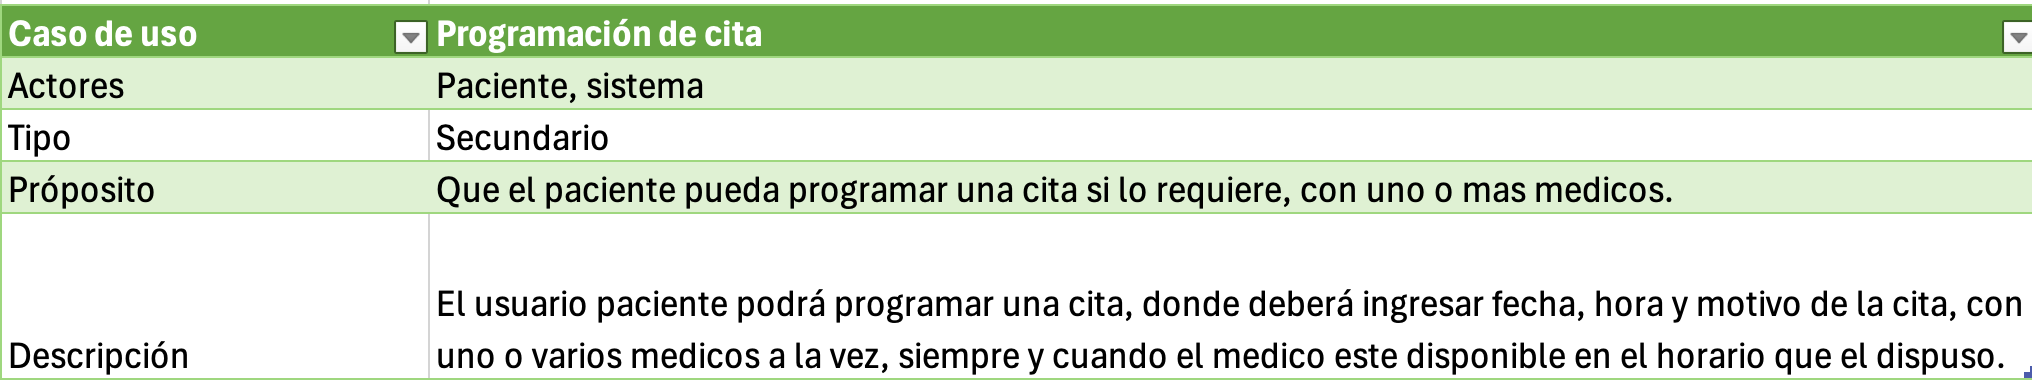 Caso de uso Programación de cita
Actores Paciente, sistema
Tipo Secundario
Próposito Que el paciente pueda programar una cita si lo requiere, con uno o mas medicos.
El usuario paciente podrá programar una cita, donde deberá ingresar fecha, hora y motivo de la cita, con
Descripción uno o varios medicos a la vez, siempre y cuando el medico este disponible en el horario que el dispuso.